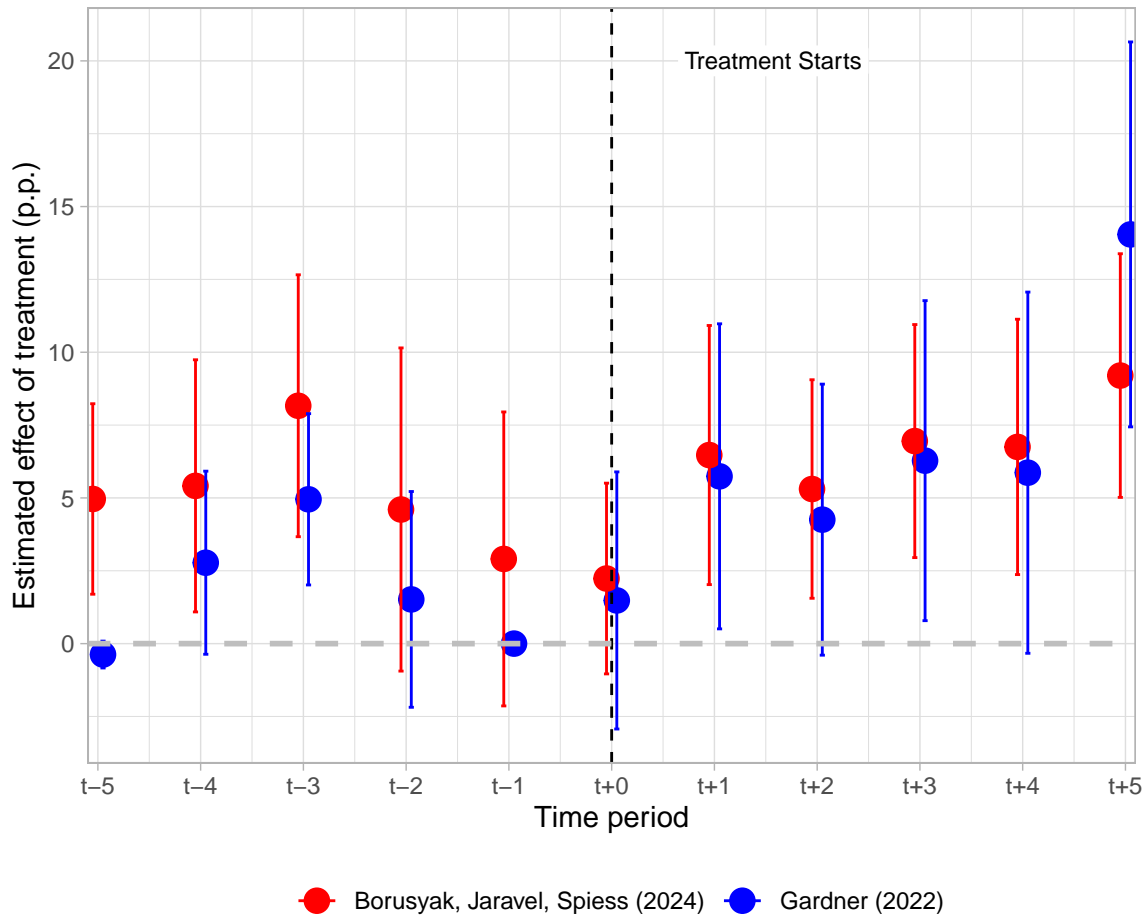 Estimated effect of treatment (p.p.)
20
15
10
5
0
Treatment Starts
t−5 t−4 t−3 t−2 t−1 t+0 t+1 t+2 t+3 t+4 t+5
Time period
Borusyak, Jaravel, Spiess (2024) Gardner (2022)